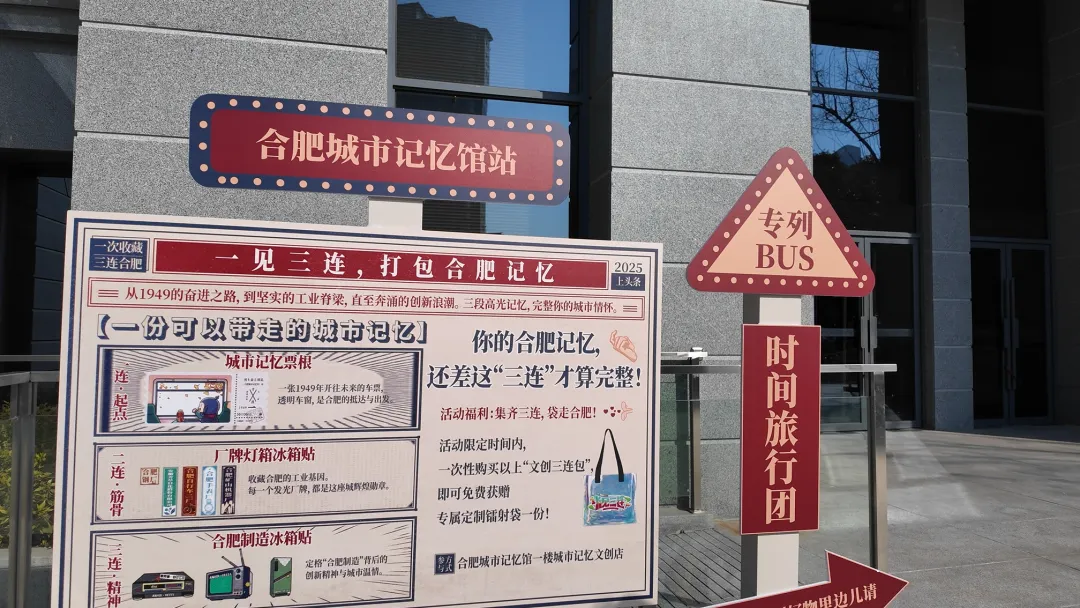 合肥城市记忆馆站
一次收藏
三连合肥
一见三连,打包合肥记忆
2025
上头条
从1949的奋进之路,到坚实的工业脊梁,直至奔涌的创新浪潮。三段高光记忆,完整你的城市情怀。
【一份可以带走的城市记忆】
一连·起点
城市记忆票根
一张1949年开往未来的车票,
透明车窗,是合肥的抵达与出发。
二连·筋骨
厂牌灯箱冰箱贴
收藏合肥的工业基因。
每一个发光厂牌,都是这座城辉煌勋章。
三连·精神
合肥制造冰箱贴
定格“合肥制造”背后的
创新精神与城市温情。
你的合肥记忆,
还差这“三连”才算完整!
活动福利:集齐三连,袋走合肥!
活动限定时间内,
一次性购买以上“文创三连包”,
即可免费获赠
专属定制镭射袋一份!
参与
方式
合肥城市记忆馆一楼城市记忆文创店
专列
BUS
时间旅行团
好物里边儿请